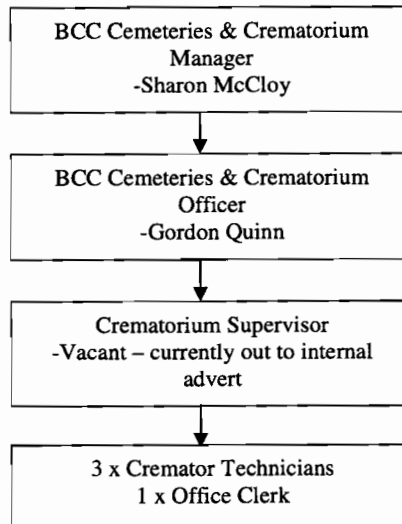 BCC Cemeteries & Crematorium
Manager
-Sharon McCloy
BCC Cemeteries & Crematorium
Officer
-Gordon Quinn
Crematorium Supervisor
-Vacant – currently out to internal
advert
3 x Cremator Technicians
1 x Office Clerk